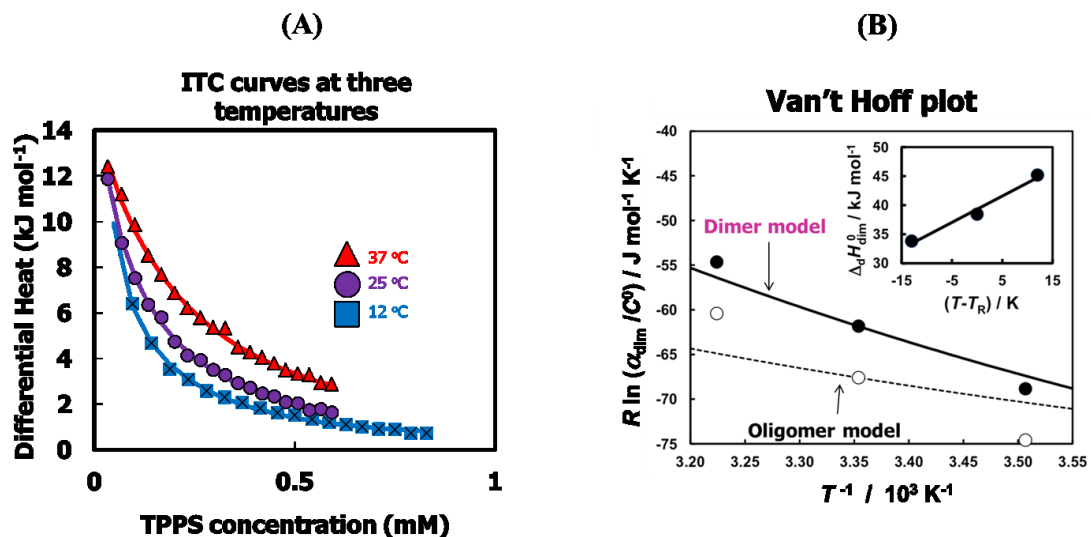 (A)
ITC curves at three
temperatures
Differential Heat (kJ mol⁻¹)
14
12
10
8
6
4
2
0
37 ºC
25 ºC
12 ºC
0
0.5
1
TPPS concentration (mM)
(B)
Van't Hoff plot
R ln (α_dim /C⁰) / J mol⁻¹ K⁻¹
-40
-45
-50
-55
-60
-65
-70
-75
Dimer model
Oligomer model
Δ_dH⁰_dim / kJ mol⁻¹
50
45
40
35
30
-15
-5
5
15
(T-T_R) / K
3.20
3.25
3.30
3.35
3.40
3.45
3.50
3.55
T⁻¹ / 10³ K⁻¹